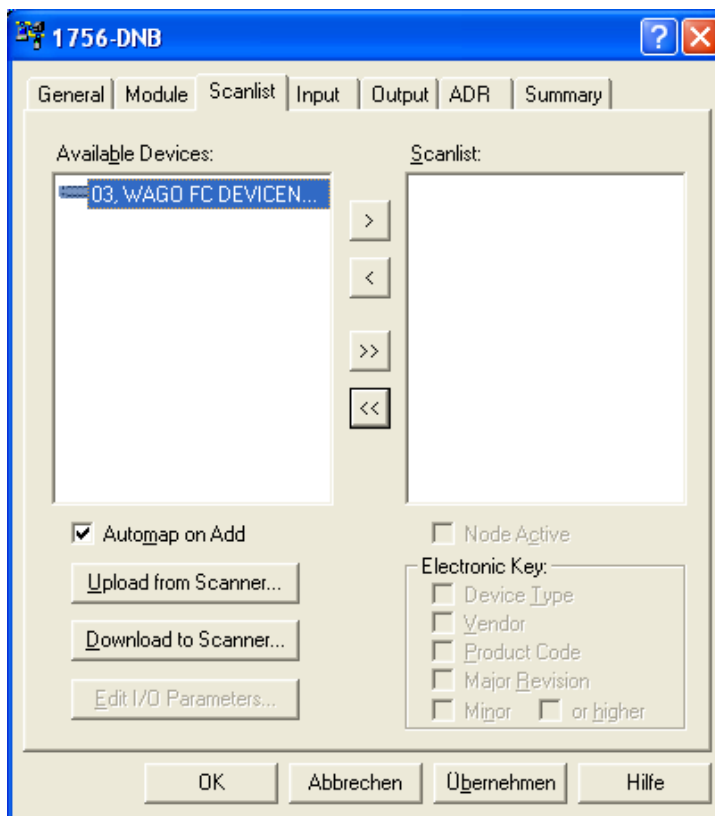 1756-DNB
General Module Scanlist Input Output ADR Summary
Available Devices:
03, WAGO FC DEVICEN...
>
<
>>
<<
Scanlist:
Automap on Add
Upload from Scanner...
Download to Scanner...
Edit I/O Parameters...
Node Active
Electronic Key:
Device Type
Vendor
Product Code
Major Revision
Minor or higher
OK Abbrechen Übernehmen Hilfe